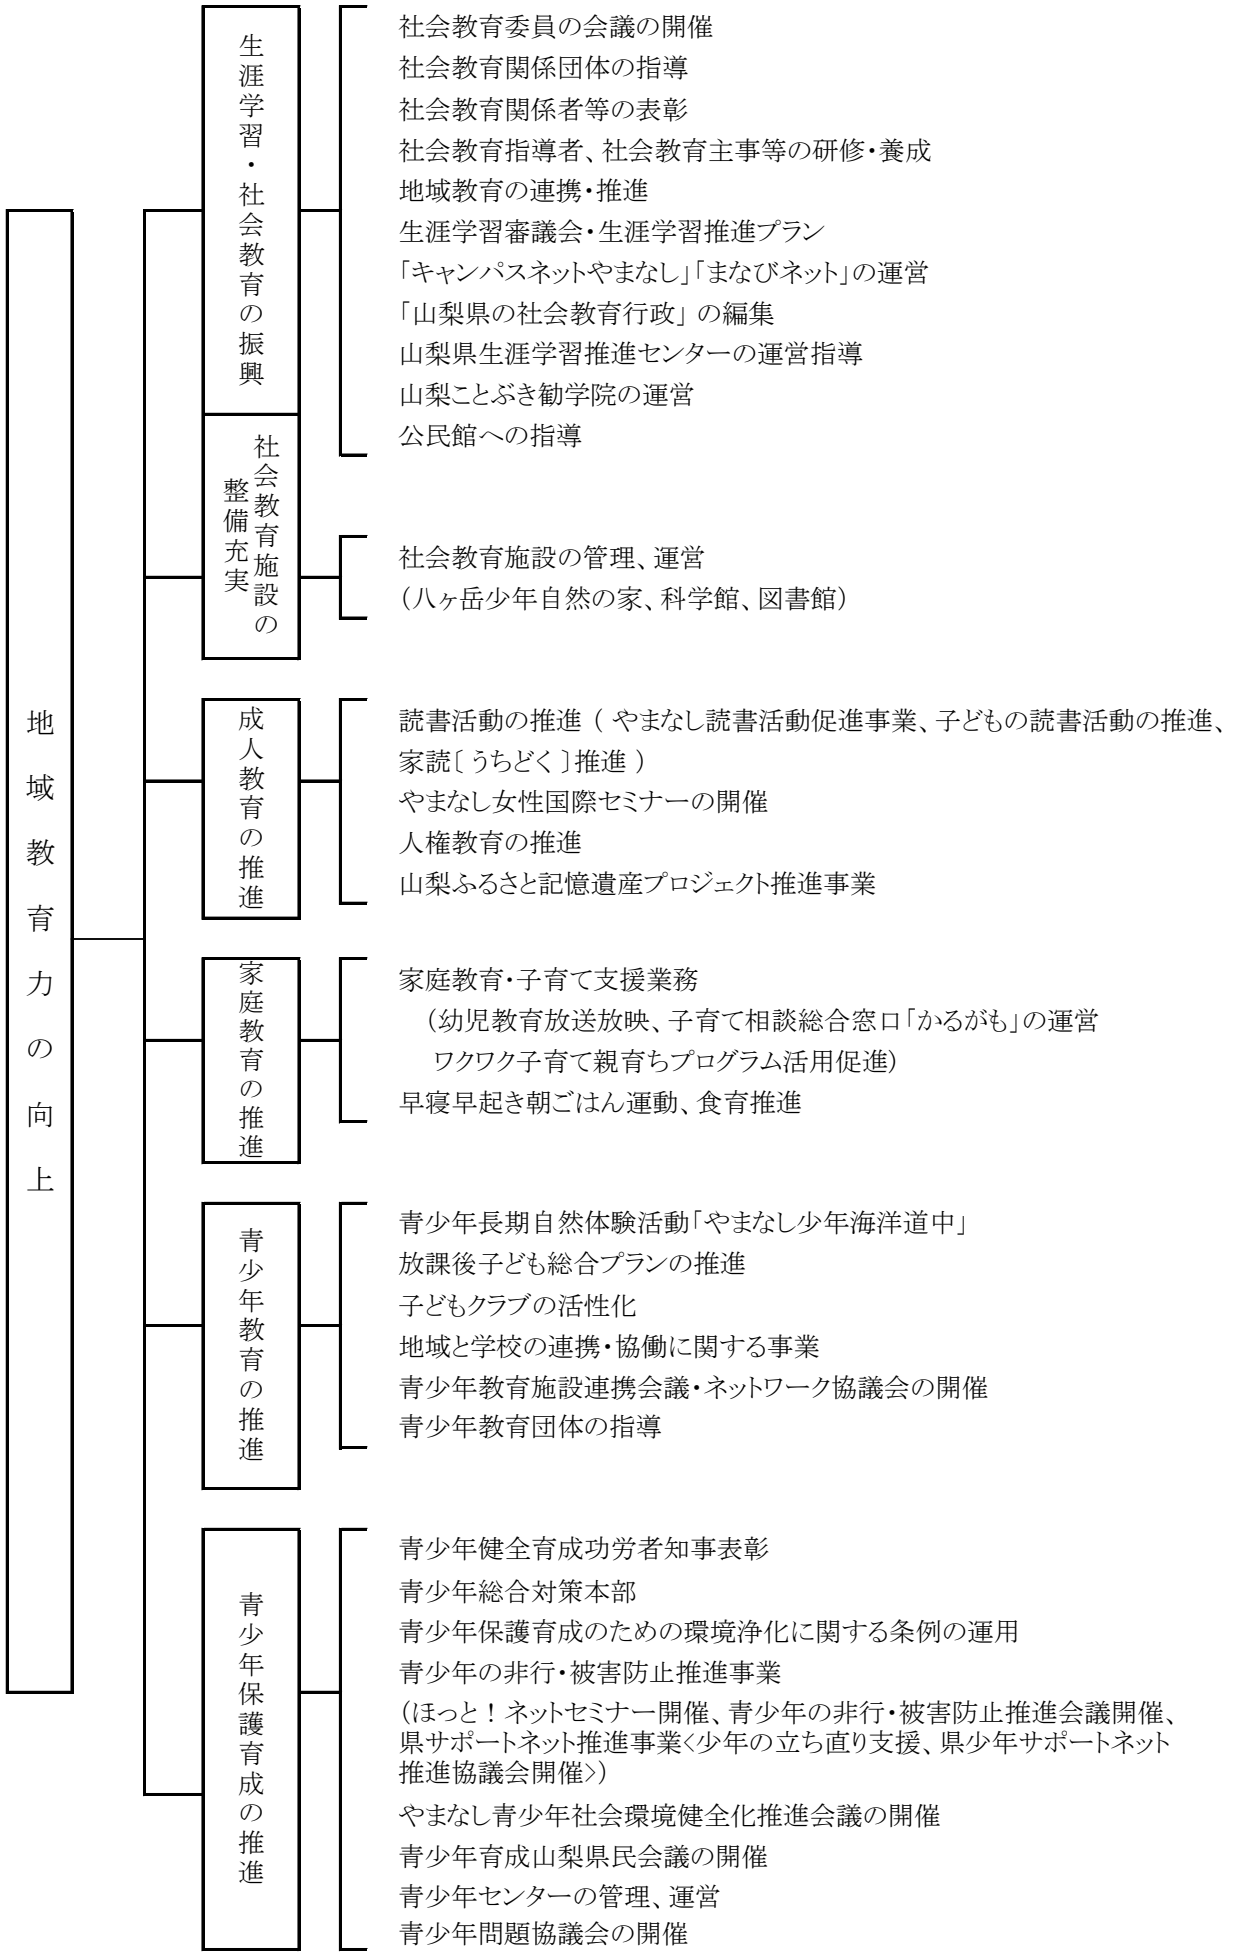 地域教育力の向上
生涯学習・社会教育の振興
社会教育委員の会議の開催
社会教育関係団体の指導
社会教育関係者等の表彰
社会教育指導者、社会教育主事等の研修・養成
地域教育の連携・推進
生涯学習審議会・生涯学習推進プラン
「キャンパスネットやまなし」「まなびネット」の運営
「山梨県の社会教育行政」の編集
山梨県生涯学習推進センターの運営指導
山梨ことぶき勧学院の運営
公民館への指導
社会教育施設の
整備充実
社会教育施設の管理、運営
（八ヶ岳少年自然の家、科学館、図書館）
成人教育の推進
読書活動の推進（ やまなし読書活動促進事業、子どもの読書活動の推進、
家読〔うちどく〕推進 ）
やまなし女性国際セミナーの開催
人権教育の推進
山梨ふるさと記憶遺産プロジェクト推進事業
家庭教育の推進
家庭教育・子育て支援業務
（幼児教育放送放映、子育て相談総合窓口「かるがも」の運営
ワクワク子育て親育ちプログラム活用促進）
早寝早起き朝ごはん運動、食育推進
青少年教育の推進
青少年長期自然体験活動「やまなし少年海洋道中」
放課後子ども総合プランの推進
子どもクラブの活性化
地域と学校の連携・協働に関する事業
青少年教育施設連携会議・ネットワーク協議会の開催
青少年教育団体の指導
青少年保護育成の推進
青少年健全育成功労者知事表彰
青少年総合対策本部
青少年保護育成のための環境浄化に関する条例の運用
青少年の非行・被害防止推進事業
（ほっと！ネットセミナー開催、青少年の非行・被害防止推進会議開催、
県サポートネット推進事業〈少年の立ち直り支援、県少年サポートネット
推進協議会開催〉）
やまなし青少年社会環境健全化推進会議の開催
青少年育成山梨県民会議の開催
青少年センターの管理、運営
青少年問題協議会の開催